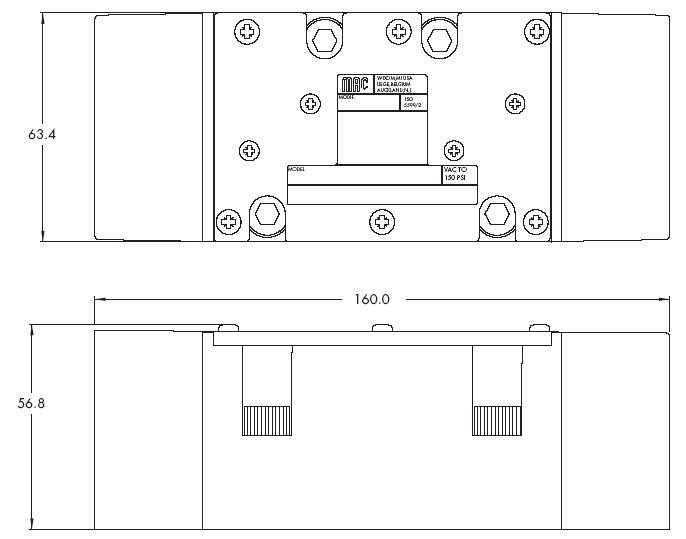 63.4
MAC
WIXOM,MI USA
LIEGE, BELGIUM
AUCKLAND, N.Z.
MODEL
ISO
5599/2
MODEL
VAC TO
150 PSI
160.0
56.8